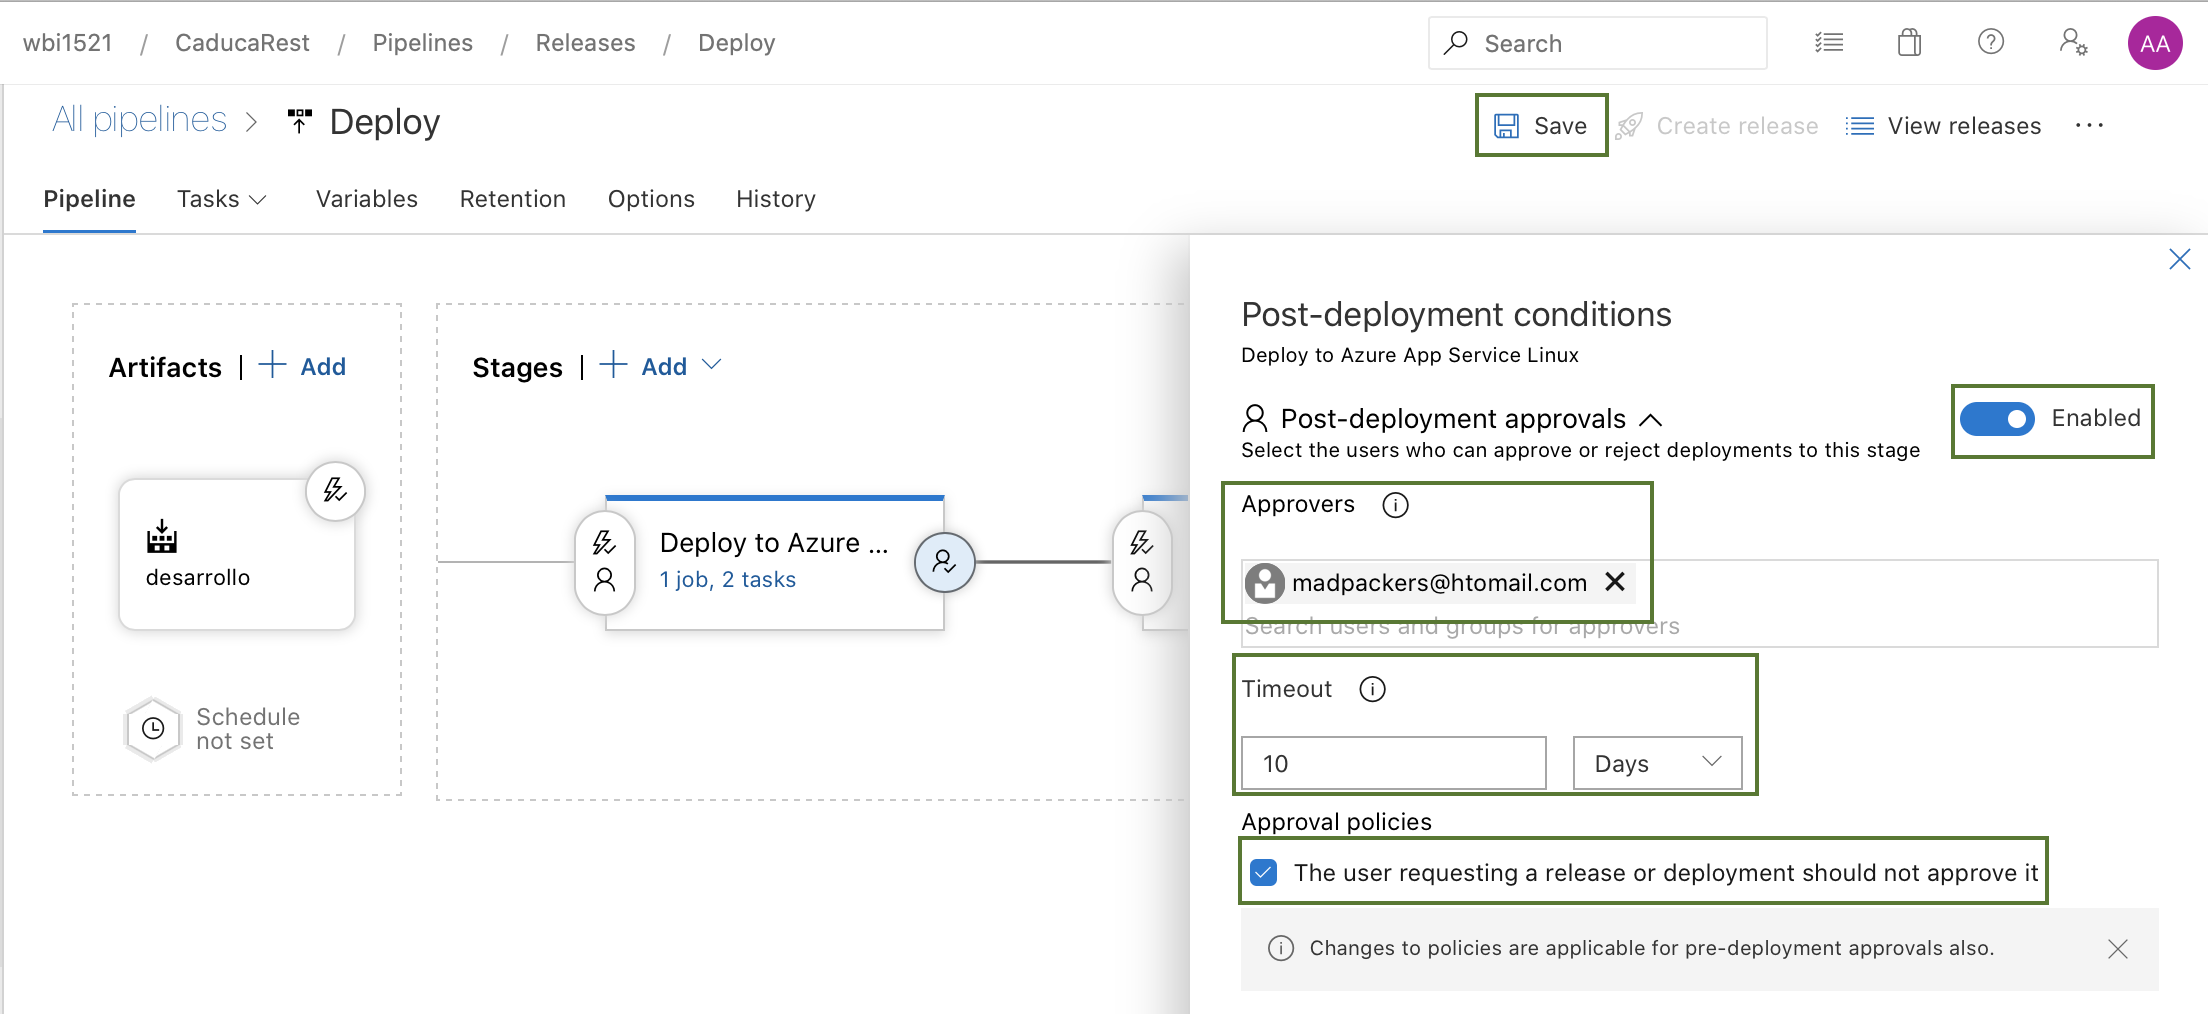 wbi1521 / CaducaRest / Pipelines / Releases / Deploy
Search
AA
All pipelines > Deploy
Save
Create release
View releases
...
Pipeline Tasks Variables Retention Options History
Artifacts | + Add
desarrollo
Schedule
not set
Stages | + Add
Deploy to Azure ...
1 job, 2 tasks
Post-deployment conditions
Deploy to Azure App Service Linux
Post-deployment approvals
Select the users who can approve or reject deployments to this stage
Enabled
Approvers
madpackers@htomail.com
Search users and groups for approvers
Timeout
10
Days
Approval policies
The user requesting a release or deployment should not approve it
Changes to policies are applicable for pre-deployment approvals also.